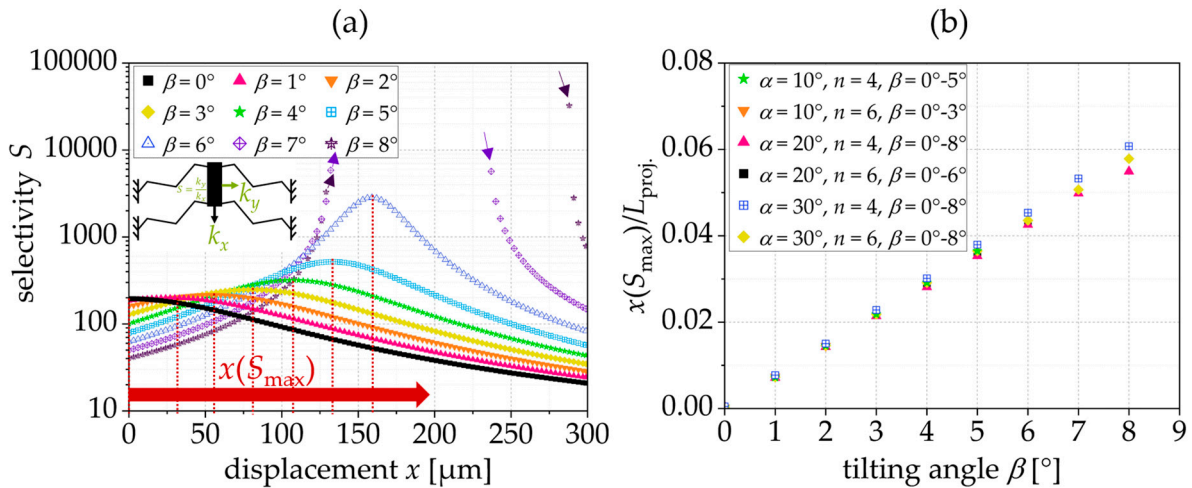 (a)
selectivity S
100000
10000
1000
100
10
β = 0° β = 1° β = 2°
β = 3° β = 4° β = 5°
β = 6° β = 7° β = 8°
S = k_y/k_x
k_y
k_x
x(S_max)
0 50 100 150 200 250 300
displacement x [µm]
(b)
x(S_max)/L_proj.
0.08
0.06
0.04
0.02
0.00
α = 10°, n = 4, β = 0°-5°
α = 10°, n = 6, β = 0°-3°
α = 20°, n = 4, β = 0°-8°
α = 20°, n = 6, β = 0°-6°
α = 30°, n = 4, β = 0°-8°
α = 30°, n = 6, β = 0°-8°
0 1 2 3 4 5 6 7 8 9
tilting angle β [°]